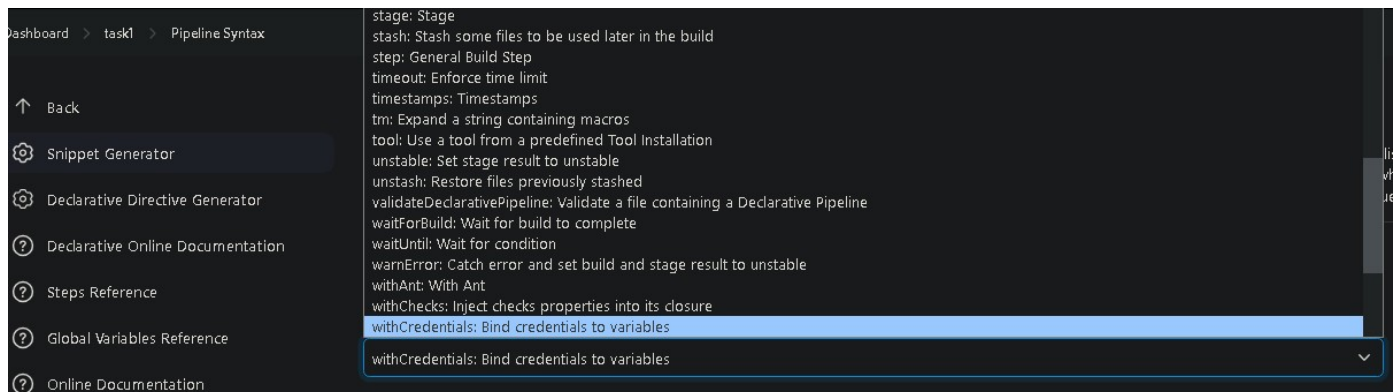 Dashboard > task1 > Pipeline Syntax
Back
Snippet Generator
Declarative Directive Generator
Declarative Online Documentation
Steps Reference
Global Variables Reference
Online Documentation
stage: Stage
stash: Stash some files to be used later in the build
step: General Build Step
timeout: Enforce time limit
timestamps: Timestamps
tm: Expand a string containing macros
tool: Use a tool from a predefined Tool Installation
unstable: Set stage result to unstable
unstash: Restore files previously stashed
validateDeclarativePipeline: Validate a file containing a Declarative Pipeline
waitForBuild: Wait for build to complete
waitUntil: Wait for condition
warnError: Catch error and set build and stage result to unstable
withAnt: With Ant
withChecks: Inject checks properties into its closure
withCredentials: Bind credentials to variables
withCredentials: Bind credentials to variables